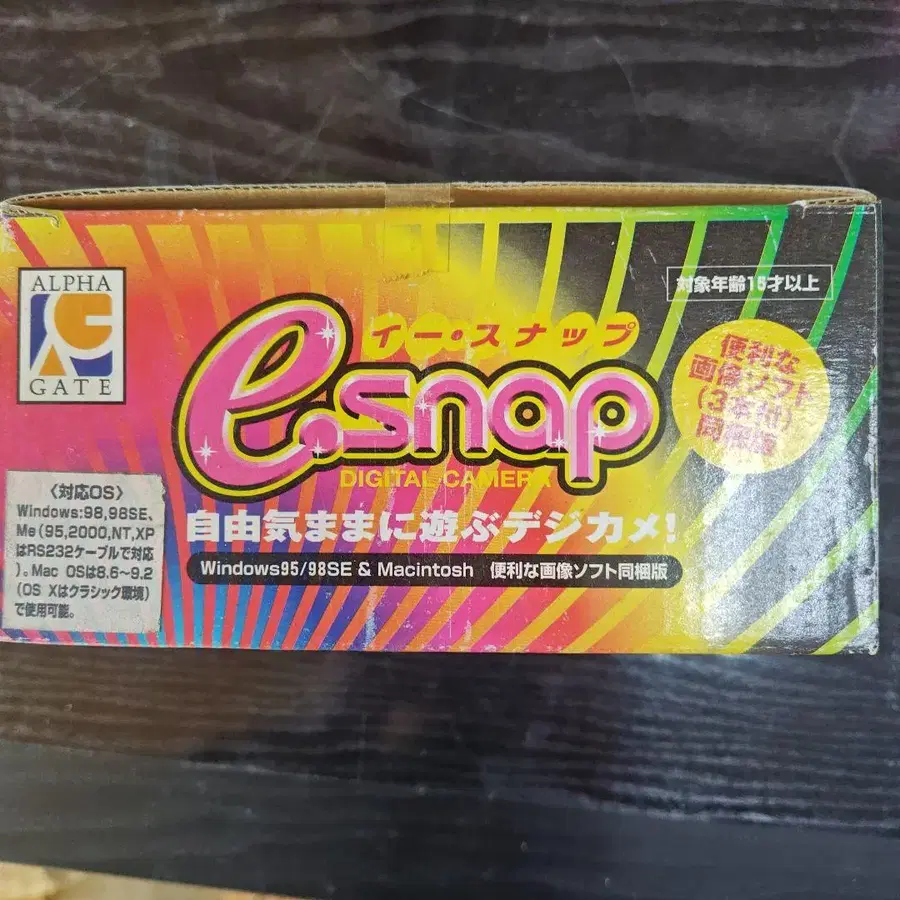 ALPHA
GATE
対象年齢15才以上
イー・スナップ
e.snap
DIGITAL CAMERA
便利な
画像ソフト
(3本付)
同梱版
自由気ままに遊ぶデジカメ!
Windows95/98SE & Macintosh 便利な画像ソフト同梱版
〈対応OS〉
Windows:98,98SE、
Me(95,2000,NT,XP
はRS232ケーブルで対応
)。Mac OSは8.6〜9.2
(OS Xはクラシック環境)
で使用可能。